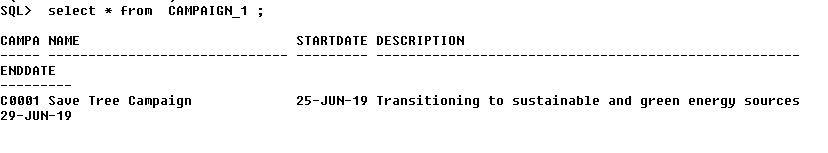 SQL>  select * from  CAMPAIGN_1 ;
CAMPA NAME                           STARTDATE DESCRIPTION
----- ------------------------------ --------- --------------------------------------------------
ENDDATE
---------
C0001 Save Tree Campaign             25-JUN-19 Transitioning to sustainable and green energy sources
29-JUN-19